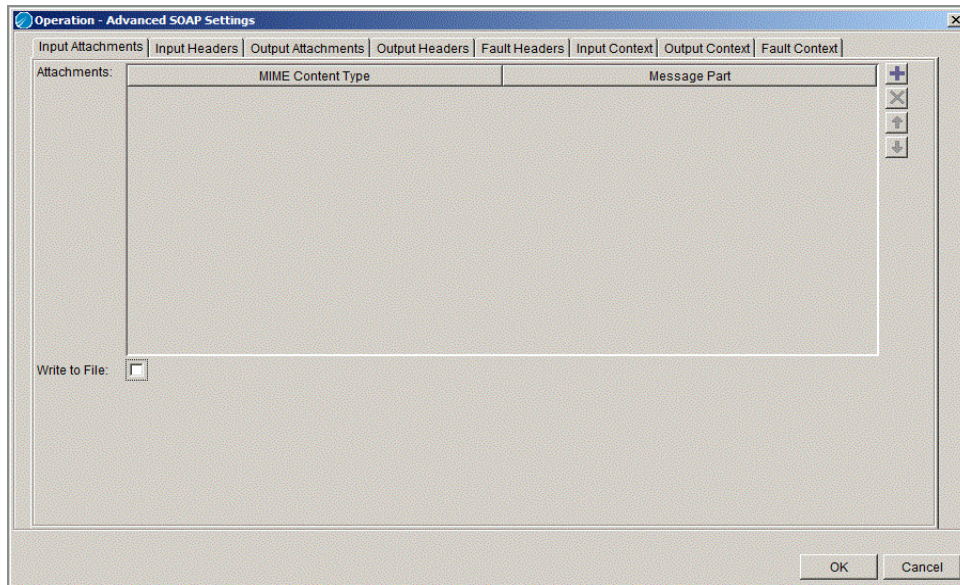 Operation - Advanced SOAP Settings
Input Attachments Input Headers Output Attachments Output Headers Fault Headers Input Context Output Context Fault Context
Attachments: MIME Content Type Message Part
Write to File:
OK Cancel